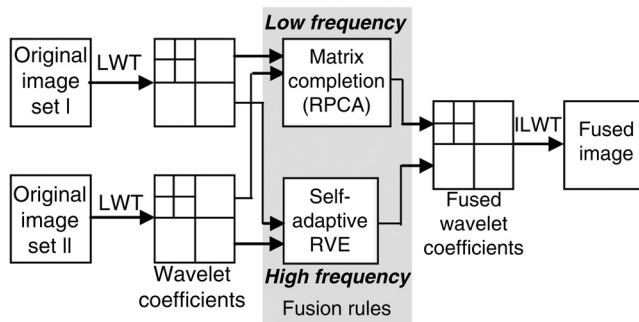 Low frequency
Original
image
set I
LWT
Matrix
completion
(RPCA)
ILWT
Fused
image
Original
image
set II
LWT
Self-
adaptive
RVE
Fused
wavelet
coefficients
Wavelet
coefficients
High frequency
Fusion rules